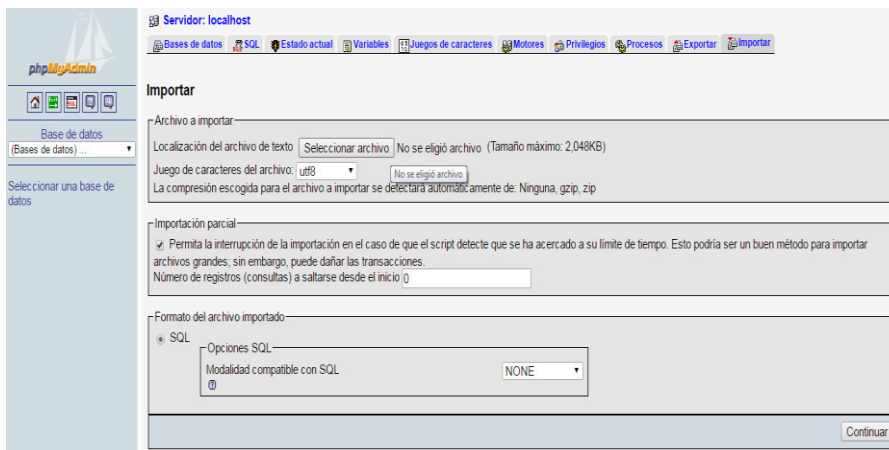 phpMyAdmin
Base de datos
(Bases de datos) ...
Seleccionar una base de
datos
Servidor: localhost
Bases de datos SQL Estado actual Variables Juegos de caracteres Motores Privilegios Procesos Exportar Importar
Importar
Archivo a importar
Localización del archivo de texto Seleccionar archivo No se eligió archivo (Tamaño máximo: 2,048KB)
Juego de caracteres del archivo: utf8
No se eligió archivo
La compresión escogida para el archivo a importar se detectará automáticamente de: Ninguna, gzip, zip
Importación parcial
Permita la interrupción de la importación en el caso de que el script detecte que se ha acercado a su límite de tiempo. Esto podría ser un buen método para importar
archivos grandes; sin embargo, puede dañar las transacciones.
Número de registros (consultas) a saltarse desde el inicio 0
Formato del archivo importado
SQL
Opciones SQL
Modalidad compatible con SQL NONE
Continuar